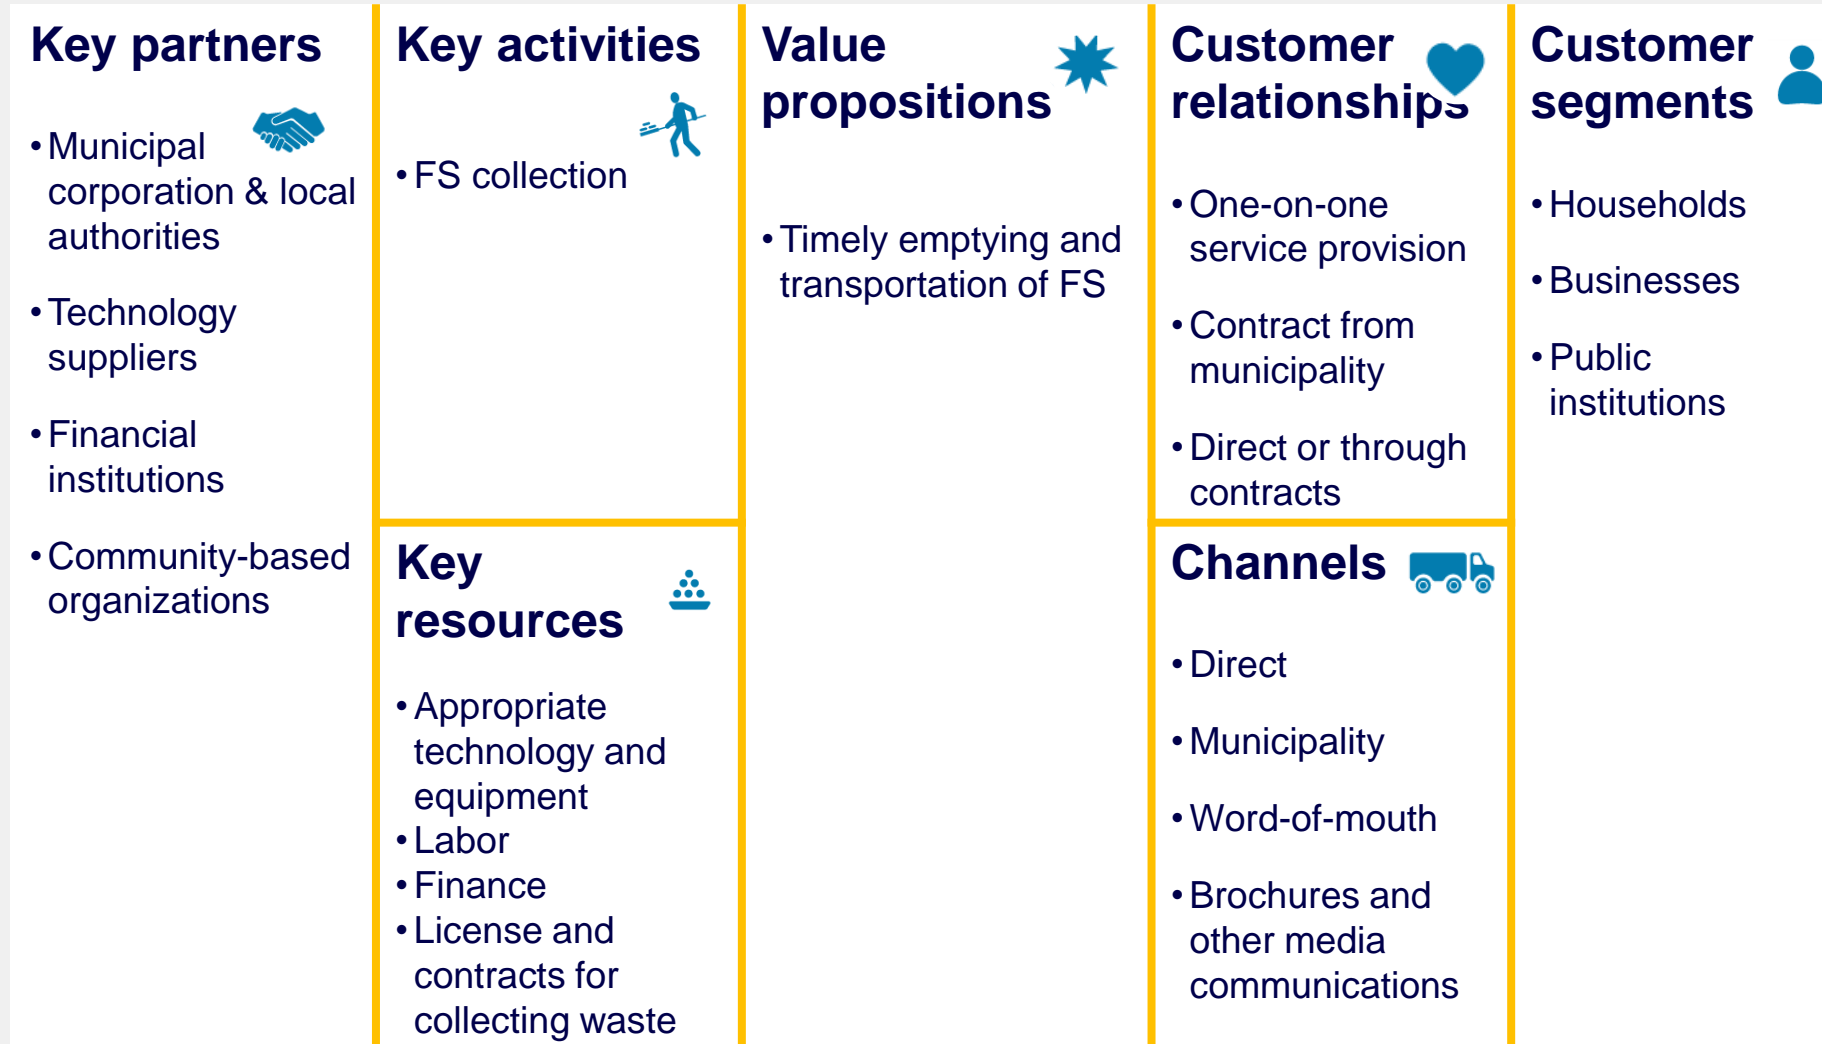 Key partners
• Municipal
corporation & local
authorities
• Technology
suppliers
• Financial
institutions
• Community-based
organizations
Key activities
• FS collection
Key
resources
• Appropriate
technology and
equipment
• Labor
• Finance
• License and
contracts for
collecting waste
Value
propositions
• Timely emptying and
transportation of FS
Customer
relationships
• One-on-one
service provision
• Contract from
municipality
• Direct or through
contracts
Channels
• Direct
• Municipality
• Word-of-mouth
• Brochures and
other media
communications
Customer
segments
• Households
• Businesses
• Public
institutions